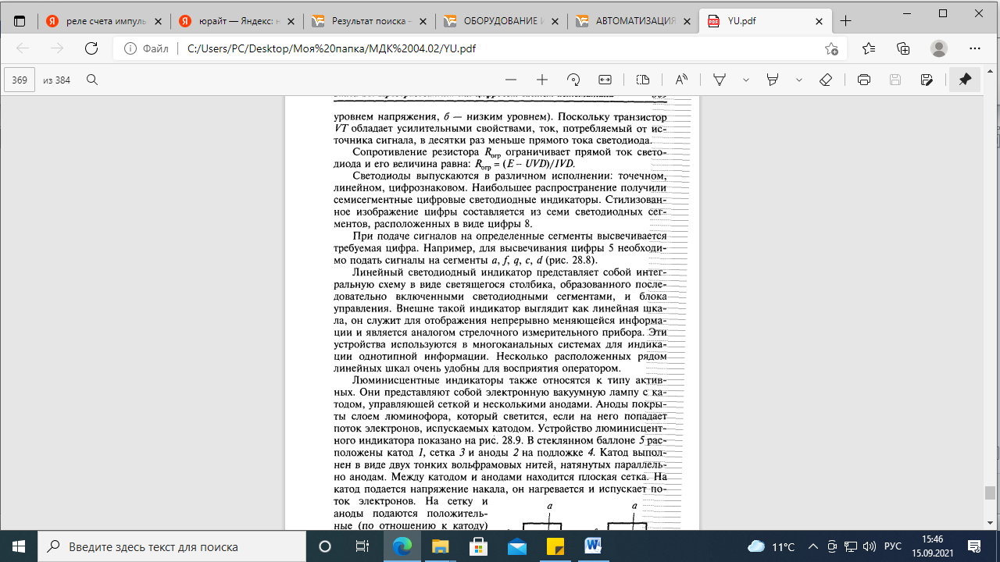 реле счета импуль
юрайт — Яндекс: н
Результат поиска –
ОБОРУДОВАНИЕ И
АВТОМАТИЗАЦИЯ
YU.pdf
Файл
C:/Users/PC/Desktop/Моя%20папка/МДК%2004.02/YU.pdf
369 из 384
уровнем напряжения, б — низким уровнем). Поскольку транзистор
VT обладает усилительными свойствами, ток, потребляемый от ис-
точника сигнала, в десятки раз меньше прямого тока светодиода.
Сопротивление резистора Rогр ограничивает прямой ток свето-
диода и его величина равна: Rогр = (E – UVD)/IVD.
Светодиоды выпускаются в различном исполнении: точечном,
линейном, цифрознаковом. Наибольшее распространение получили
семисегментные цифровые светодиодные индикаторы. Стилизован-
ное изображение цифры составляется из семи светодиодных сег-
ментов, расположенных в виде цифры 8.
При подаче сигналов на определенные сегменты высвечивается
требуемая цифра. Например, для высвечивания цифры 5 необходи-
мо подать сигналы на сегменты a, f, q, c, d (рис. 28.8).
Линейный светодиодный индикатор представляет собой интег-
ральную схему в виде светящегося столбика, образованного после-
довательно включенными светодиодными сегментами, и блока
управления. Внешне такой индикатор выглядит как линейная шка-
ла, он служит для отображения непрерывно меняющейся информа-
ции и является аналогом стрелочного измерительного прибора. Эти
устройства используются в многоканальных системах для индика-
ции однотипной информации. Несколько расположенных рядом
линейных шкал очень удобны для восприятия оператором.
Люминисцентные индикаторы также относятся к типу актив-
ных. Они представляют собой электронную вакуумную лампу с ка-
тодом, управляющей сеткой и несколькими анодами. Аноды покры-
ты слоем люминофора, который светится, если на него попадает
поток электронов, испускаемых катодом. Устройство люминисцент-
ного индикатора показано на рис. 28.9. В стеклянном баллоне 5 рас-
положены катод 1, сетка 3 и аноды 2 на подложке 4. Катод выпол-
нен в виде двух тонких вольфрамовых нитей, натянутых параллель-
но анодам. Между катодом и анодами находится плоская сетка. На
катод подается напряжение накала, он нагревается и испускает по-
ток электронов. На сетку и
аноды подаются положитель-
ные (по отношению к катоду)
a a
Введите здесь текст для поиска
11°C
РУС
15:46
15.09.2021